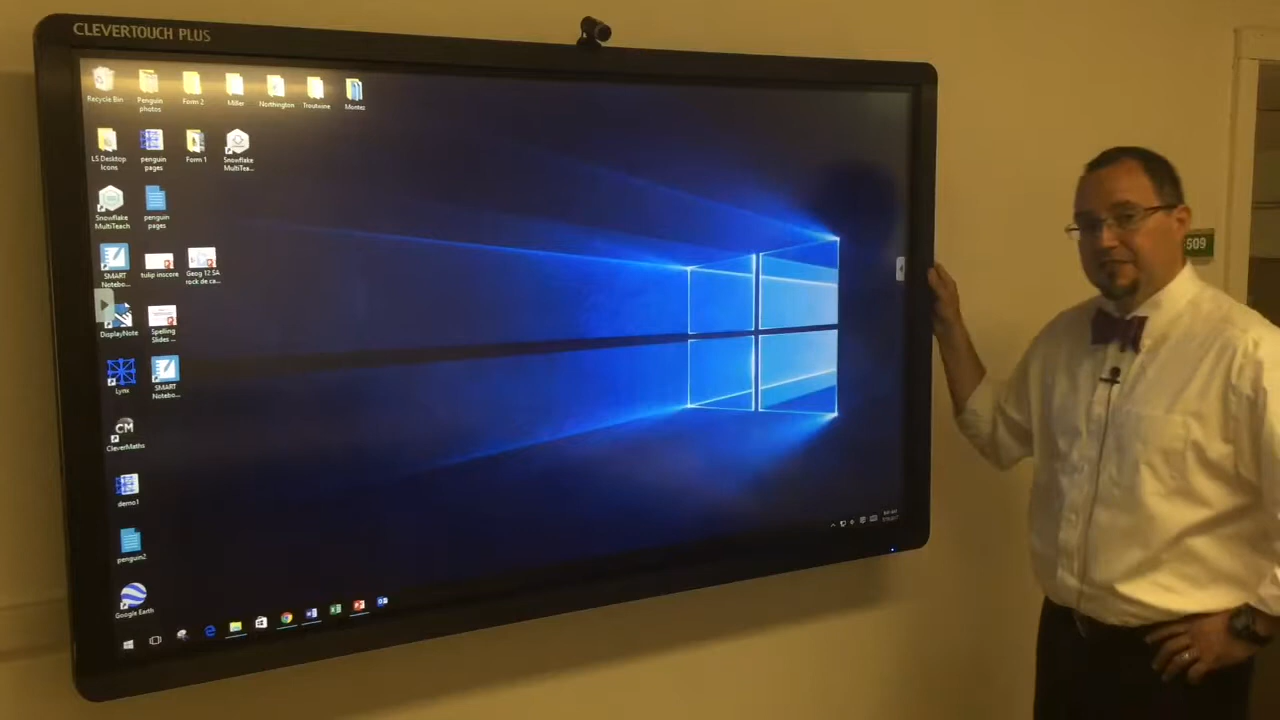 CLEVERTOUCH PLUS
Recycle Bin
Penguin photos
Form 2
Miller
Northington
Troutwine
Montes
LS Desktop Icons
penguin pages
Form 1
Snowflake MultiTeac...
Snowflake MultiTeach
penguin pages
SMART Notebo...
tulip inscore
Geog 12 SA rock de ca...
DisplayNote
Spelling Slides ...
Lynx
SMART Notebo...
CM
CleverMaths
demo1
penguin2
Google Earth
509